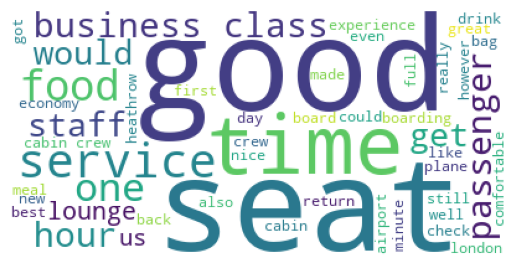 business class
experience
drink
got
would
good
even
really
however
great
bag
food
made
full
first
economy
heathrow
staff
day
board
could
boarding
passenger
time
get
cabin crew
crew
nice
service
like
plane
comfortable
seat
one
meal
new
also
return
still
best
lounge
back
airport
minute
well
hour
us
cabin
check
london